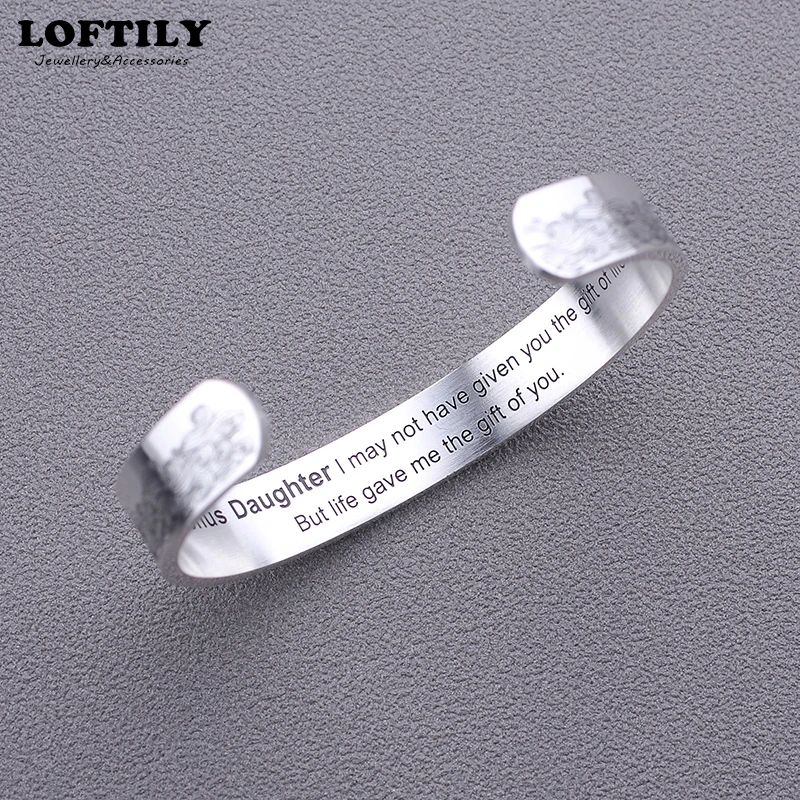 LOFTILY
Jewellery&Accessories
Daughter I may not have given you the gift of
But life gave me the gift of you.